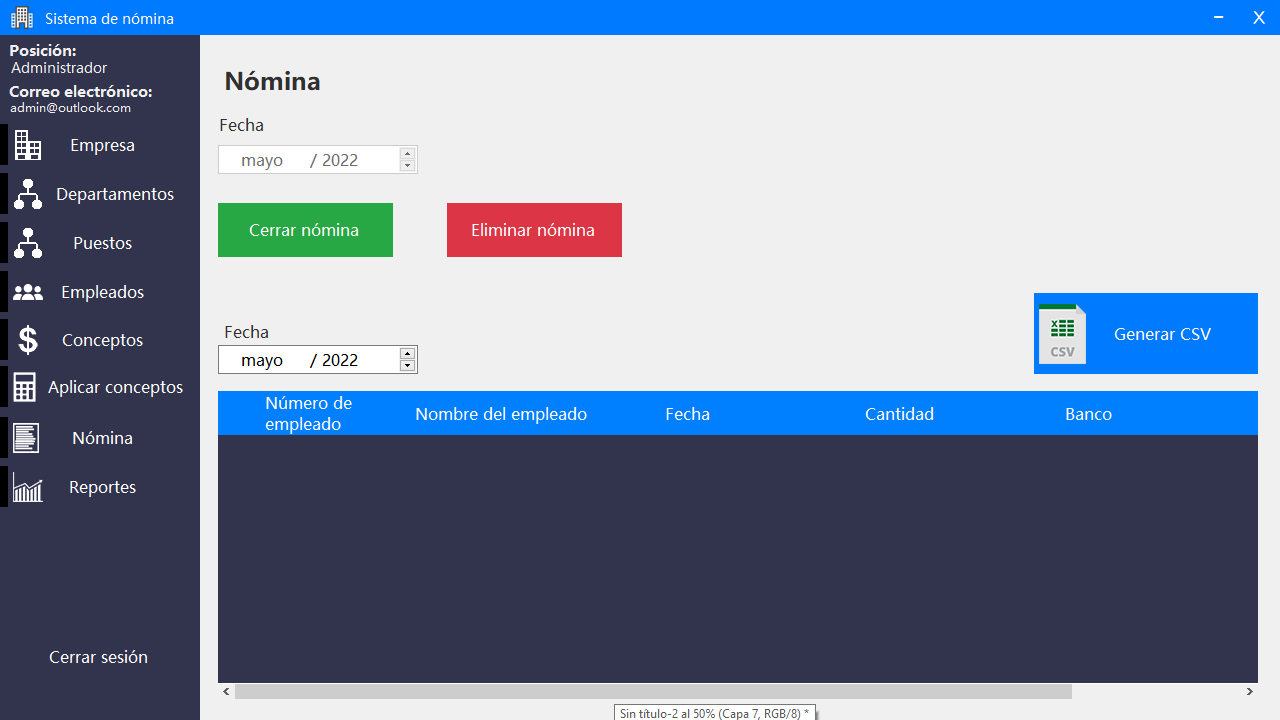 Sistema de nómina
X
Posición:
Administrador
Correo electrónico:
admin@outlook.com
Empresa
Departamentos
Puestos
Empleados
Conceptos
Aplicar conceptos
Nómina
Reportes
Cerrar sesión
Nómina
Fecha
mayo / 2022
Cerrar nómina
Eliminar nómina
Fecha
mayo / 2022
CSV
Generar CSV
Número de
empleado
Nombre del empleado
Fecha
Cantidad
Banco
Sin título-2 al 50% (Capa 7, RGB/8) *